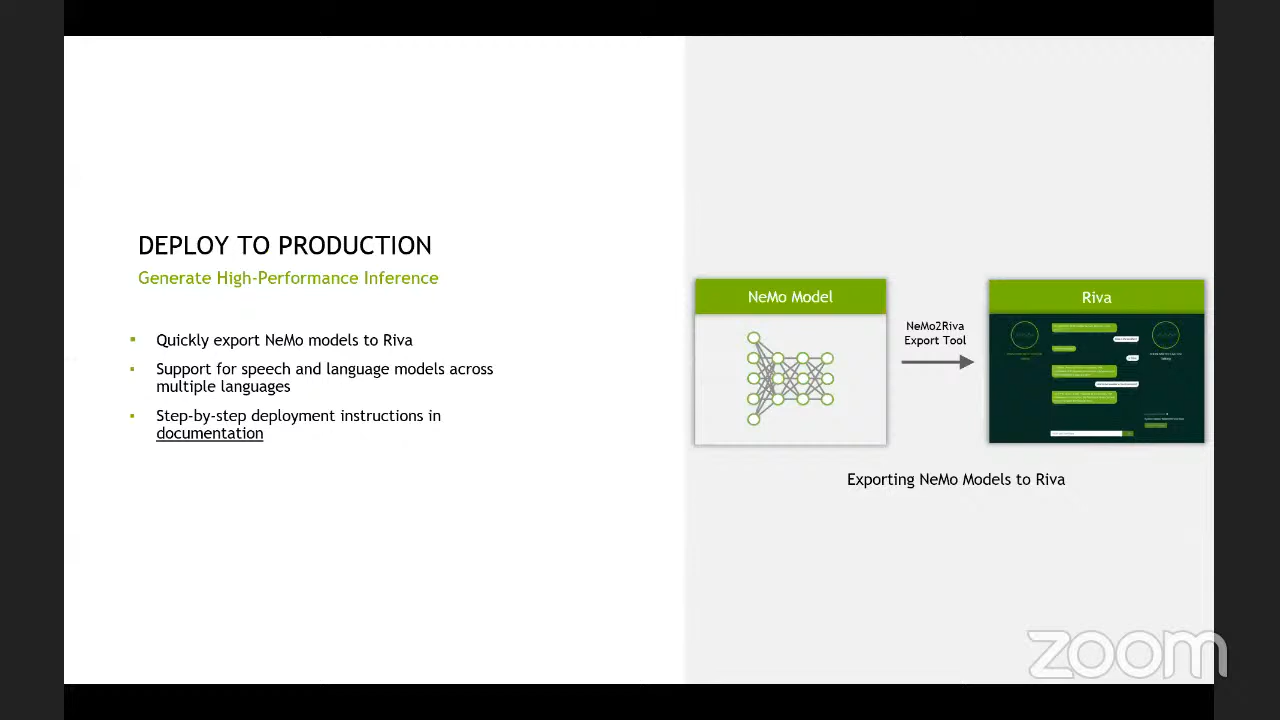 DEPLOY TO PRODUCTION
Generate High-Performance Inference
Quickly export NeMo models to Riva
Support for speech and language models across
multiple languages
Step-by-step deployment instructions in
documentation
NeMo Model
NeMo2Riva
Export Tool
Riva
Exporting NeMo Models to Riva
zoom